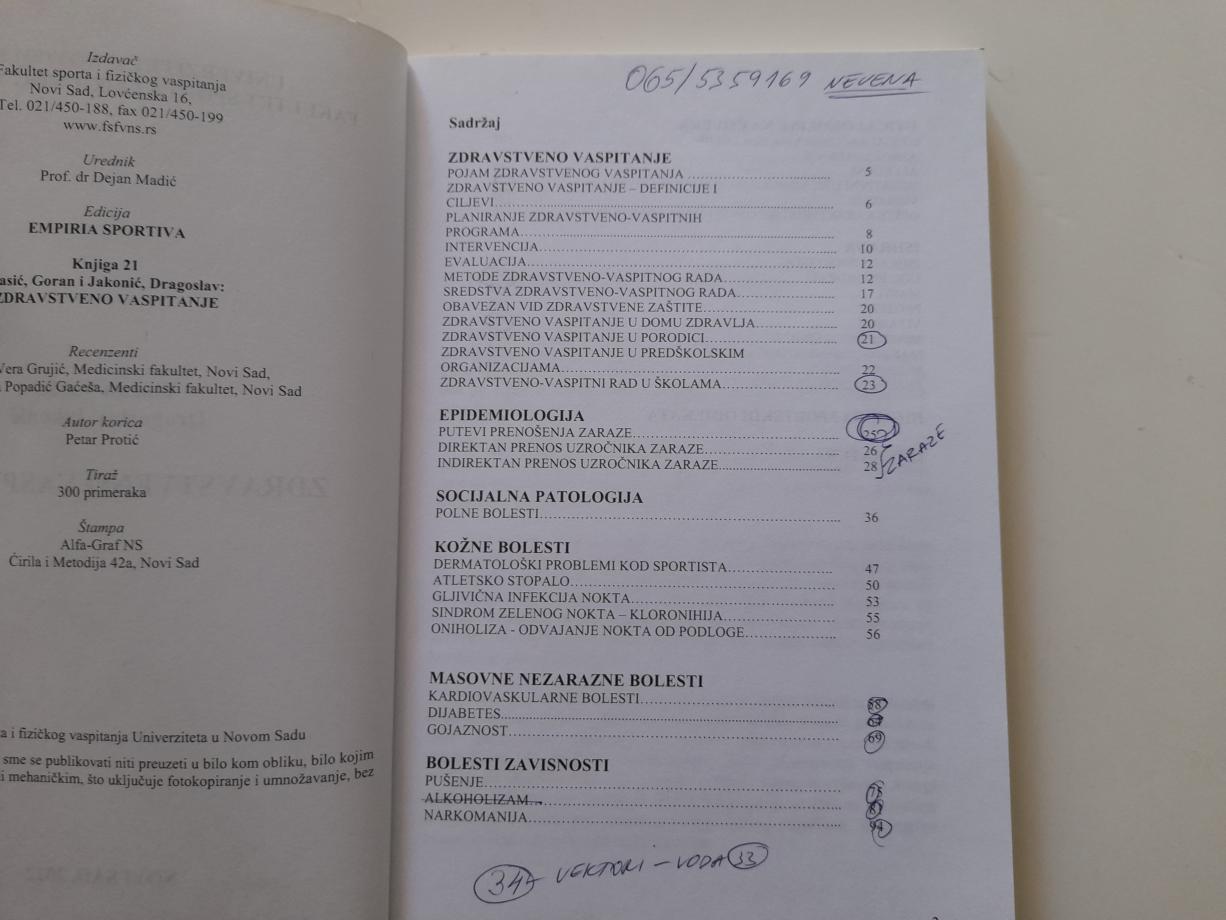 Izdavač
Fakultet sporta i fizičkog vaspitanja
Novi Sad, Lovćenska 16,
Tel. 021/450-188, fax 021/450-199
www.fsfvns.rs
Urednik
Prof. dr Dejan Madić
Edicija
EMPIRIA SPORTIVA
Knjiga 21
asić, Goran i Jakonić, Dragoslav:
ZDRAVSTVENO VASPITANJE
Recenzenti
Vera Grujić, Medicinski fakultet, Novi Sad,
Popadić Gaćeša, Medicinski fakultet, Novi Sad
Autor korica
Petar Protić
Tiraž
300 primeraka
Štampa
Alfa-Graf NS
Ćirila i Metodija 42a, Novi Sad
a i fizičkog vaspitanja Univerziteta u Novom Sadu
sme se publikovati niti preuzeti u bilo kom obliku, bilo kojim
i mehaničkim, što uključuje fotokopiranje i umnožavanje, bez
065/5359169 NEVENA
Sadržaj
ZDRAVSTVENO VASPITANJE
POJAM ZDRAVSTVENOG VASPITANJA 5
ZDRAVSTVENO VASPITANJE – DEFINICIJE I
CILJEVI 6
PLANIRANJE ZDRAVSTVENO-VASPITNIH
PROGRAMA 8
INTERVENCIJA 10
EVALUACIJA 12
METODE ZDRAVSTVENO-VASPITNOG RADA 12
SREDSTVA ZDRAVSTVENO-VASPITNOG RADA 17
OBAVEZAN VID ZDRAVSTVENE ZAŠTITE 20
ZDRAVSTVENO VASPITANJE U DOMU ZDRAVLJA 20
ZDRAVSTVENO VASPITANJE U PORODICI 21
ZDRAVSTVENO VASPITANJE U PREDŠKOLSKIM
ORGANIZACIJAMA 22
ZDRAVSTVENO-VASPITNI RAD U ŠKOLAMA 23
EPIDEMIOLOGIJA
PUTEVI PRENOŠENJA ZARAZE 25
DIREKTAN PRENOS UZROČNIKA ZARAZE 26
INDIREKTAN PRENOS UZROČNIKA ZARAZE 28
ZARAZE
SOCIJALNA PATOLOGIJA
POLNE BOLESTI 36
KOŽNE BOLESTI
DERMATOLOŠKI PROBLEMI KOD SPORTISTA 47
ATLETSKO STOPALO 50
GLJIVIČNA INFEKCIJA NOKTA 53
SINDROM ZELENOG NOKTA – KLORONIHIJA 55
ONIHOLIZA - ODVAJANJE NOKTA OD PODLOGE 56
MASOVNE NEZARAZNE BOLESTI
KARDIOVASKULARNE BOLESTI 58
DIJABETES
GOJAZNOST 69
BOLESTI ZAVISNOSTI
PUŠENJE 75
ALKOHOLIZAM 81
NARKOMANIJA 94
34 - VEKTORI - VODA 33